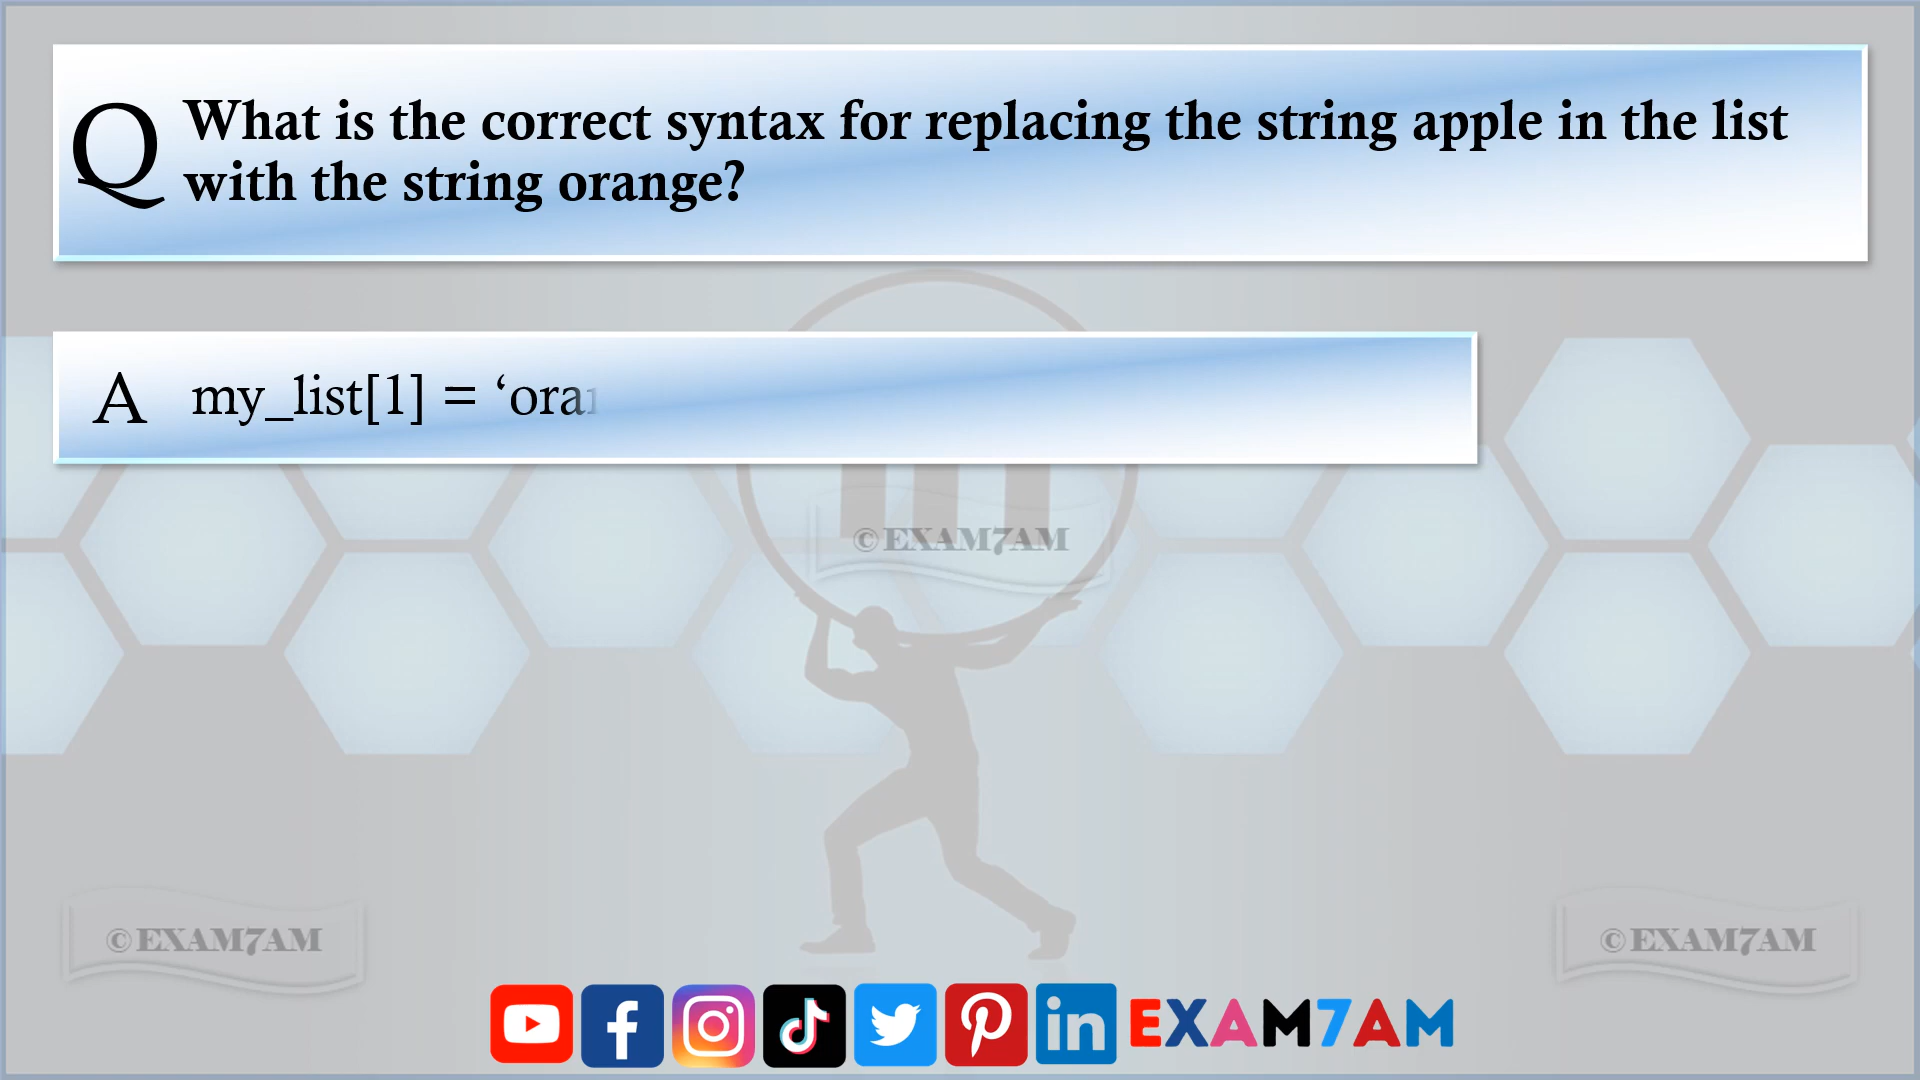 Q What is the correct syntax for replacing the string apple in the list
with the string orange?
A my_list[1] = ‘ora
© EXAM7AM
© EXAM7AM
© EXAM7AM
EXAM7AM